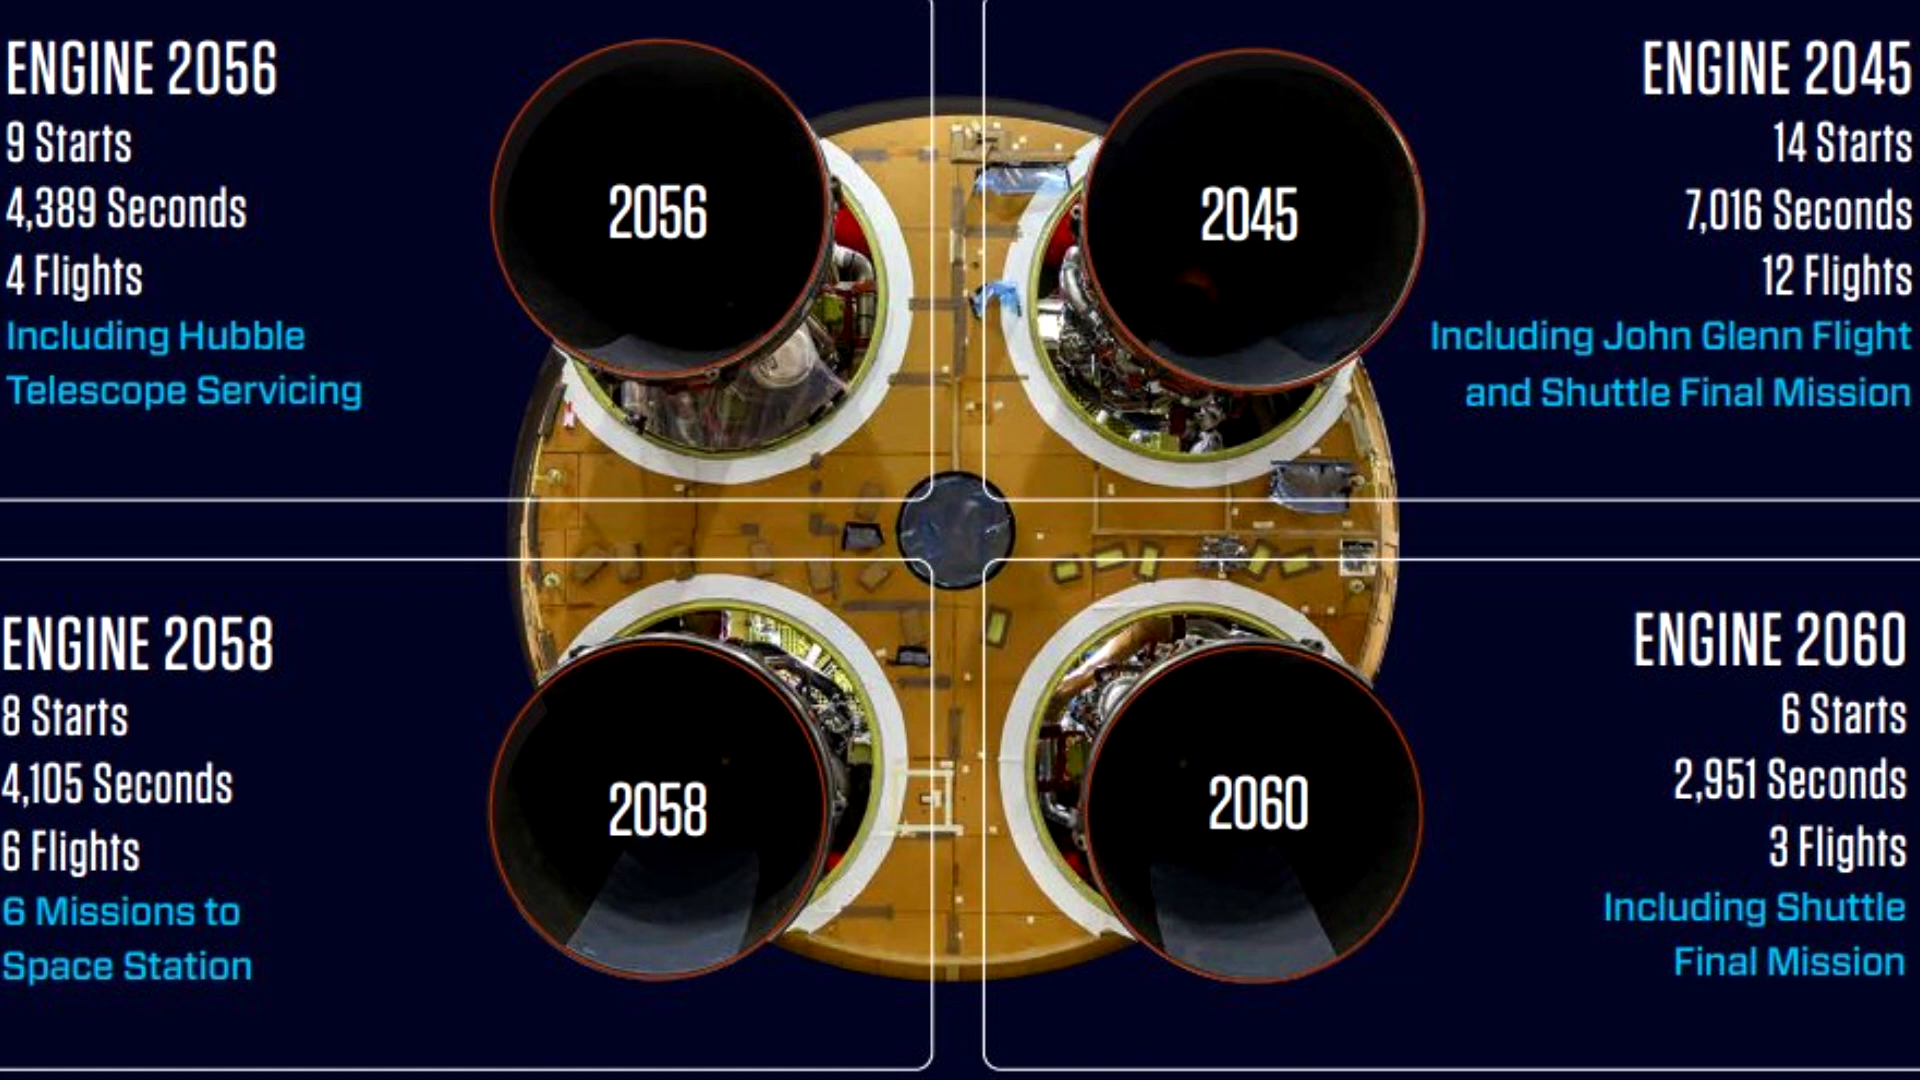 ENGINE 2056
9 Starts
4,389 Seconds
4 Flights
Including Hubble
Telescope Servicing
2056
2045
ENGINE 2045
14 Starts
7,016 Seconds
12 Flights
Including John Glenn Flight
and Shuttle Final Mission
ENGINE 2058
8 Starts
4,105 Seconds
6 Flights
6 Missions to
Space Station
2058
2060
ENGINE 2060
6 Starts
2,951 Seconds
3 Flights
Including Shuttle
Final Mission